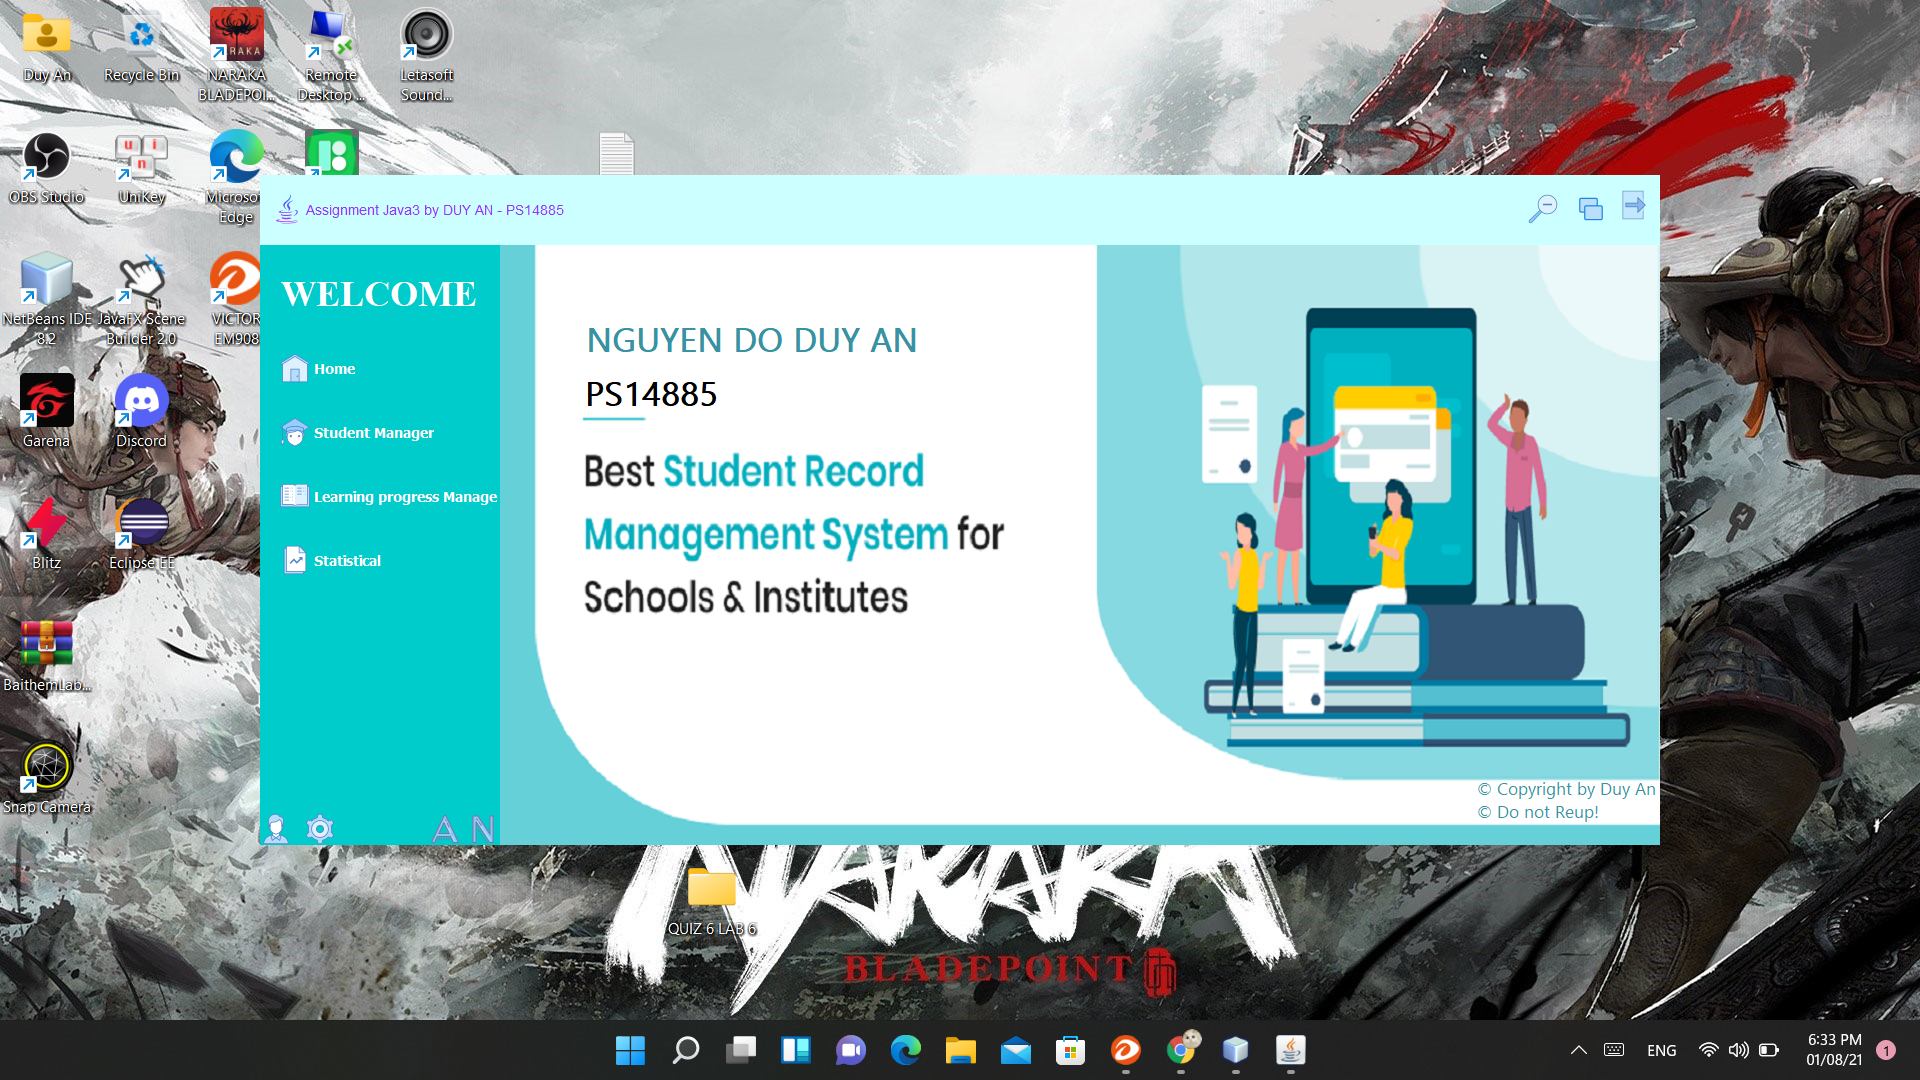 Duy An
Recycle Bin
NARAKA
BLADEPOI...
Remote
Desktop ...
Letasoft
Sound...
OBS Studio
UniKey
Microsof
Edge
NetBeans IDE
8.2
JavaFX Scene
Builder 2.0
VICTOR
EM908
Garena
Discord
Blitz
Eclipse EE
BaithemLab...
Snap Camera
Assignment Java3 by DUY AN - PS14885
WELCOME
Home
Student Manager
Learning progress Manage
Statistical
A N
NGUYEN DO DUY AN
PS14885
Best Student Record
Management System for
Schools & Institutes
© Copyright by Duy An
© Do not Reup!
QUIZ 6 LAB 6
NARAKA
BLADEPOINT
ENG
6:33 PM
01/08/21
1